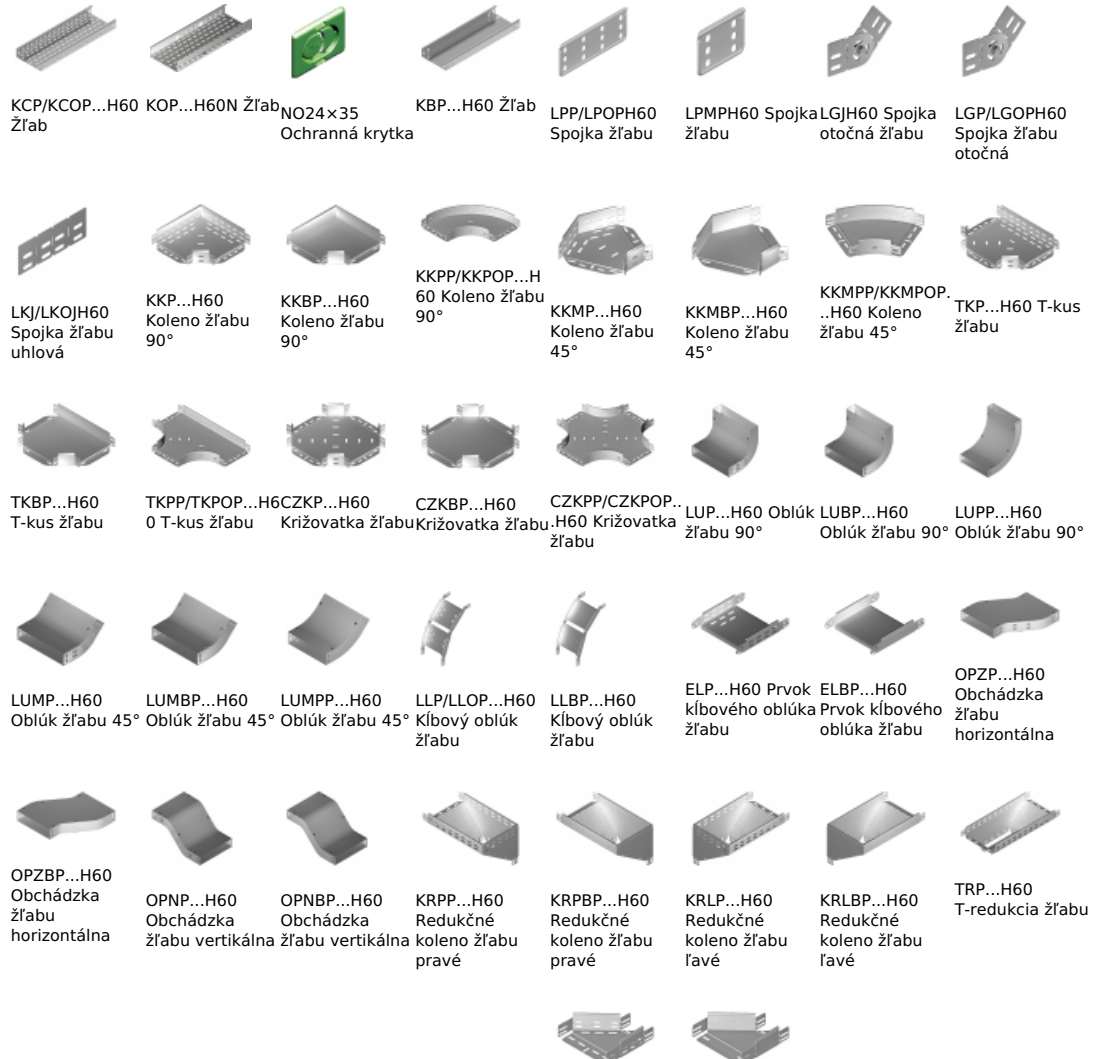 KCP/KCOP...H60
Žľab
KOP...H60N Žľab
NO24×35
Ochranná krytka
KBP...H60 Žľab
LPP/LPOPH60
Spojka žľabu
LPMPH60 Spojka
žľabu
LGJH60 Spojka
otočná žľabu
LGP/LGOPH60
Spojka žľabu
otočná
LKJ/LKOJH60
Spojka žľabu
uhlová
KKP...H60
Koleno žľabu
90°
KKBP...H60
Koleno žľabu
90°
KKPP/KKPOP...H
60 Koleno žľabu
90°
KKMP...H60
Koleno žľabu
45°
KKMBP...H60
Koleno žľabu
45°
KKMPP/KKMPOP.
..H60 Koleno
žľabu 45°
TKP...H60 T-kus
žľabu
TKBP...H60
T-kus žľabu
TKPP/TKPOP...H6
0 T-kus žľabu
CZKP...H60
Križovatka žľabu
CZKBP...H60
Križovatka žľabu
CZKPP/CZKPOP..
.H60 Križovatka
žľabu
LUP...H60 Oblúk
žľabu 90°
LUBP...H60
Oblúk žľabu 90°
LUPP...H60
Oblúk žľabu 90°
LUMP...H60
Oblúk žľabu 45°
LUMBP...H60
Oblúk žľabu 45°
LUMPP...H60
Oblúk žľabu 45°
LLP/LLOP...H60
Kĺbový oblúk
žľabu
LLBP...H60
Kĺbový oblúk
žľabu
ELP...H60 Prvok
kĺbového oblúka
žľabu
ELBP...H60
Prvok kĺbového
oblúka žľabu
OPZP...H60
Obchádzka
žľabu
horizontálna
OPZBP...H60
Obchádzka
žľabu
horizontálna
OPNP...H60
Obchádzka
žľabu vertikálna
OPNBP...H60
Obchádzka
žľabu vertikálna
KRPP...H60
Redukčné
koleno žľabu
pravé
KRPBP...H60
Redukčné
koleno žľabu
pravé
KRLP...H60
Redukčné
koleno žľabu
ľavé
KRLBP...H60
Redukčné
koleno žľabu
ľavé
TRP...H60
T-redukcia žľabu